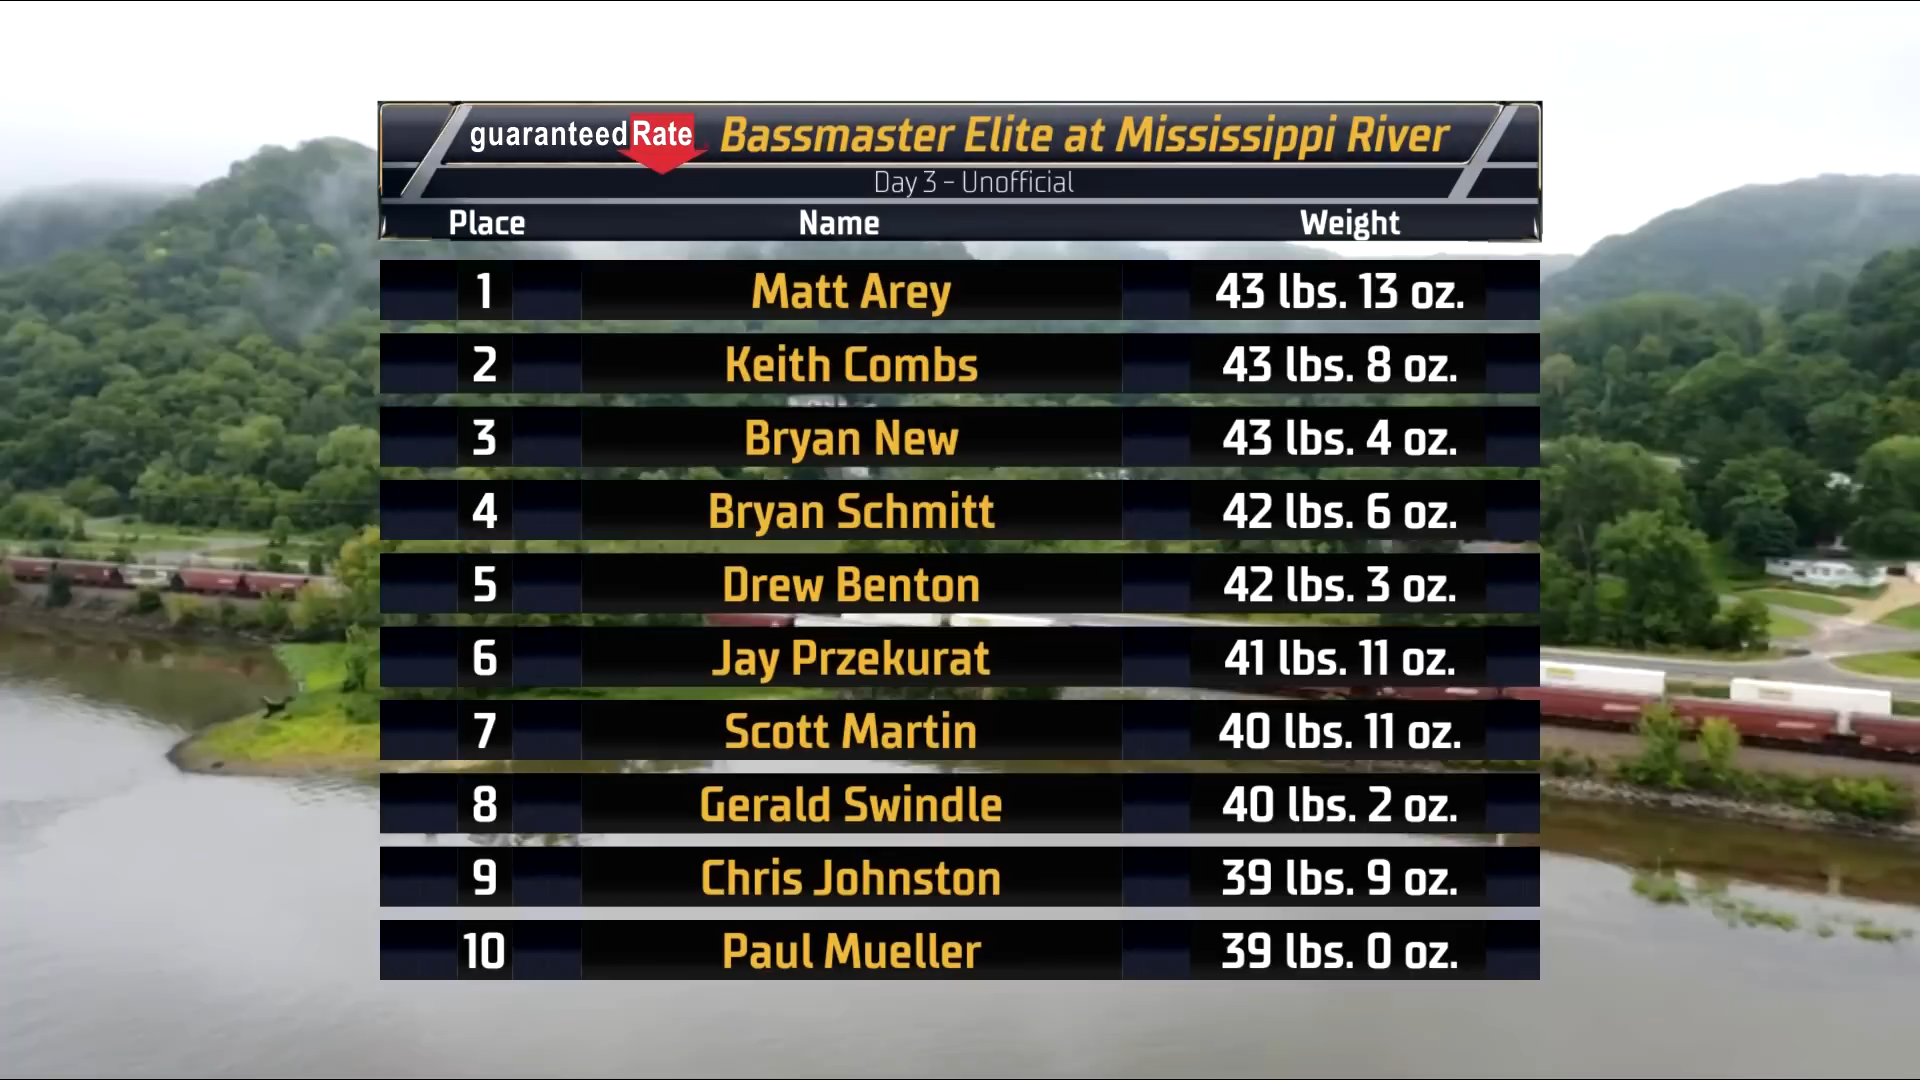 guaranteedRate Bassmaster Elite at Mississippi River
Day 3 - Unofficial
Place Name Weight
1 Matt Arey 43 lbs. 13 oz.
2 Keith Combs 43 lbs. 8 oz.
3 Bryan New 43 lbs. 4 oz.
4 Bryan Schmitt 42 lbs. 6 oz.
5 Drew Benton 42 lbs. 3 oz.
6 Jay Przekurat 41 lbs. 11 oz.
7 Scott Martin 40 lbs. 11 oz.
8 Gerald Swindle 40 lbs. 2 oz.
9 Chris Johnston 39 lbs. 9 oz.
10 Paul Mueller 39 lbs. 0 oz.